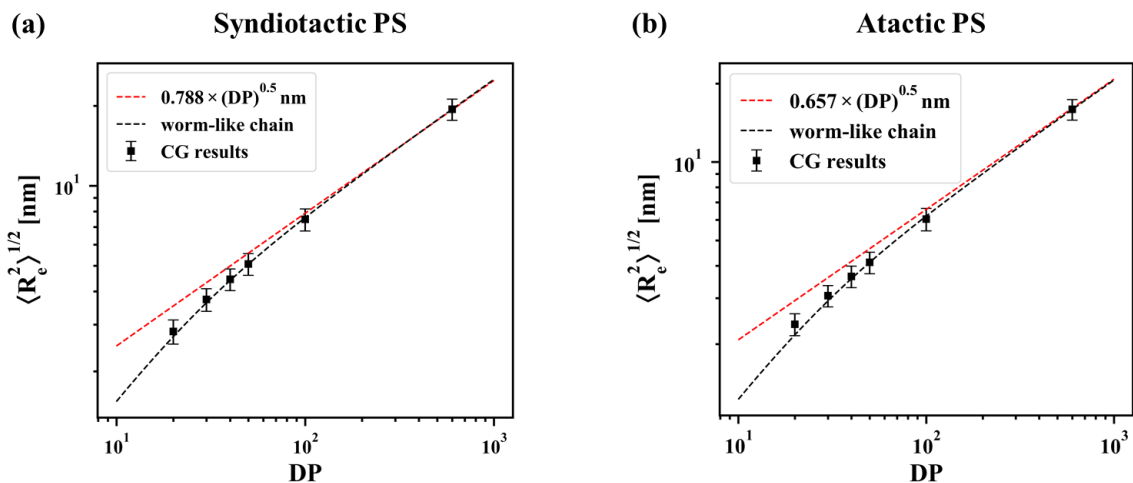 (a) Syndiotactic PS
0.788 × (DP)^0.5 nm
worm-like chain
CG results
⟨R_e^2⟩^1/2 [nm]
10^1
10^1 10^2 10^3
DP
(b) Atactic PS
0.657 × (DP)^0.5 nm
worm-like chain
CG results
⟨R_e^2⟩^1/2 [nm]
10^1
10^1 10^2 10^3
DP